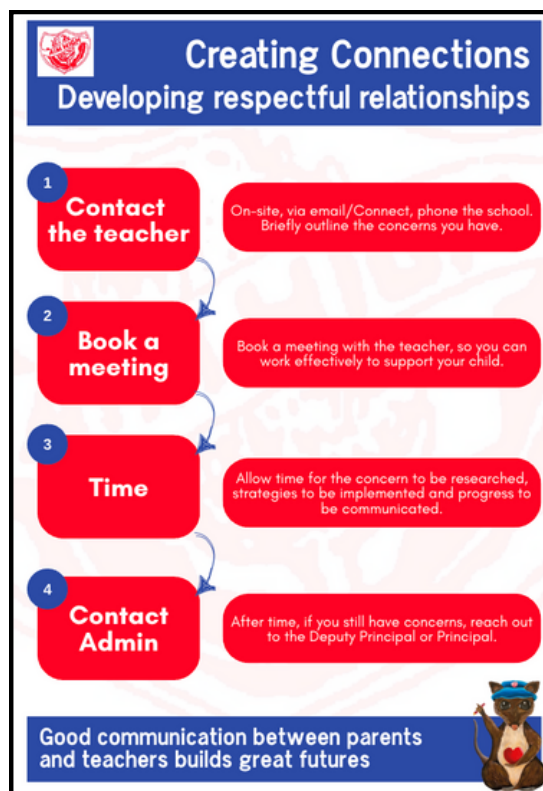 Creating Connections
Developing respectful relationships
1
Contact
the teacher
On-site, via email/Connect, phone the school.
Briefly outline the concerns you have.
2
Book a
meeting
Book a meeting with the teacher, so you can
work effectively to support your child.
3
Time
Allow time for the concern to be researched,
strategies to be implemented and progress to
be communicated.
4
Contact
Admin
After time, if you still have concerns, reach out
to the Deputy Principal or Principal.
Good communication between parents
and teachers builds great futures